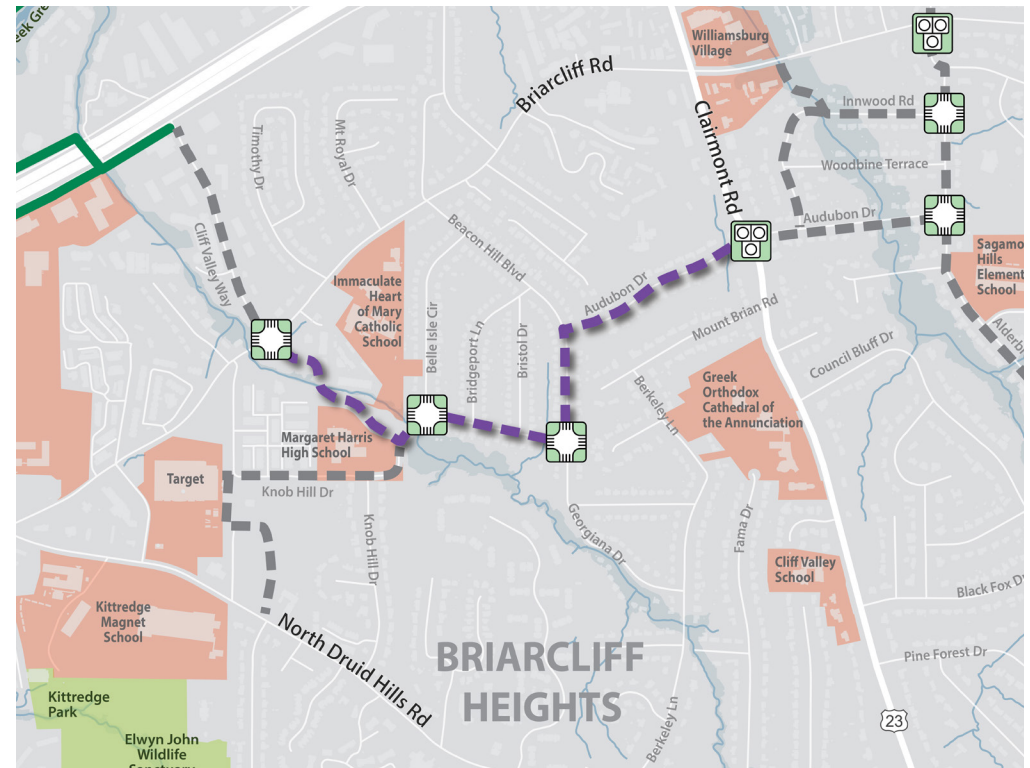 eek Gre
Williamsburg
Village
Briarcliff Rd
Clairmont Rd
Innwood Rd
Woodbine Terrace
Audubon Dr
Timothy Dr
Mt Royal Dr
Cliff Valley Way
Beacon Hill Blvd
Immaculate
Heart
of Mary
Catholic
School
Belle Isle Cir
Bridgeport Ln
Bristol Dr
Audubon Dr
Mount Brian Rd
Sagamo
Hills
Element
School
Alderb
Council Bluff Dr
Berkeley Ln
Greek
Orthodox
Cathedral of
the Annunciation
Margaret Harris
High School
Target
Knob Hill Dr
Knob Hill Dr
Georgiana Dr
Fama Dr
Cliff Valley
School
Black Fox D
Kittredge
Magnet
School
North Druid Hills Rd
BRIARCLIFF
HEIGHTS
Pine Forest Dr
Kittredge
Park
Berkeley Ln
23
Elwyn John
Wildlife
Sanctuary